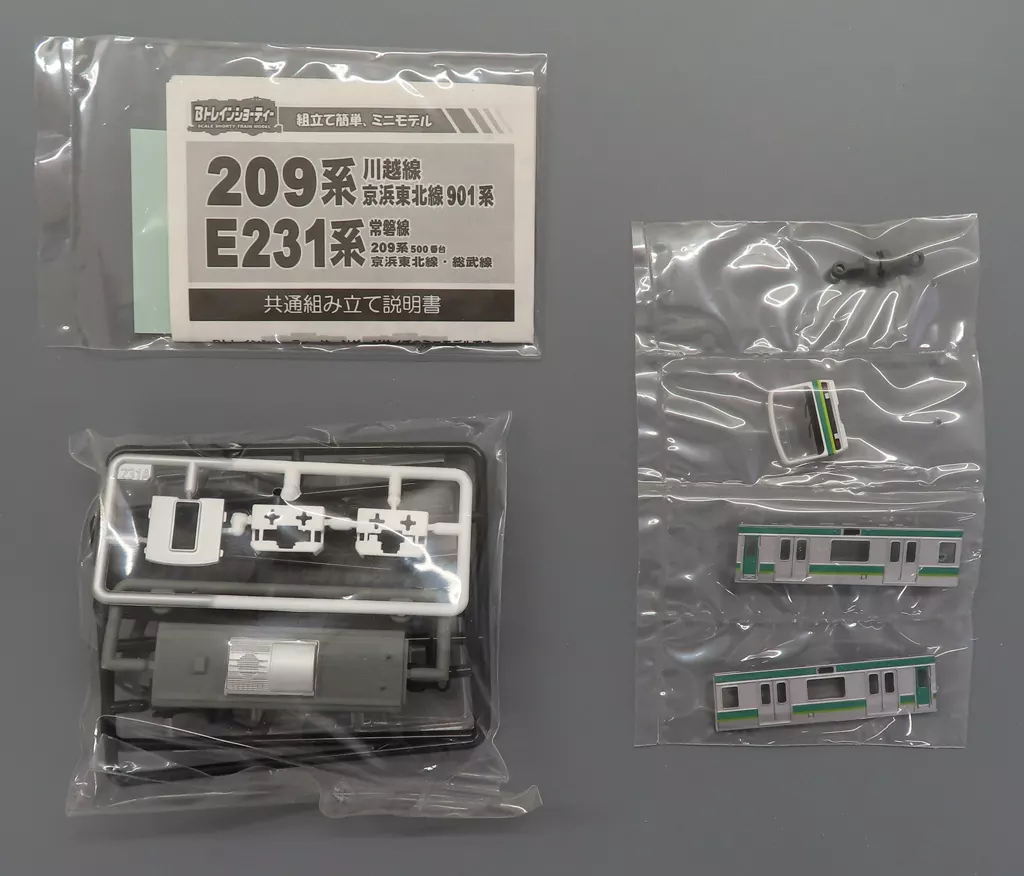 Bトレインショーティー
SCALE SHORTY TRAIN MODEL
組立て簡単、ミニモデル
209系 川越線
京浜東北線 901系
E231系 常磐線
209系 500番台
京浜東北線・総武線
共通組み立て説明書